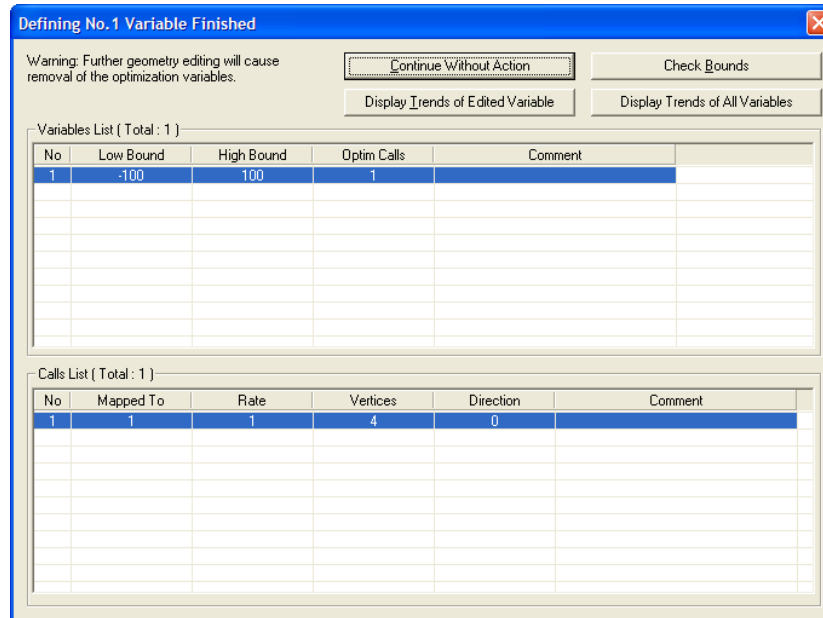 Defining No.1 Variable Finished
Warning: Further geometry editing will cause
removal of the optimization variables.
Continue Without Action
Check Bounds
Display Trends of Edited Variable
Display Trends of All Variables
Variables List ( Total : 1 )
No Low Bound High Bound Optim Calls Comment
1 -100 100 1
Calls List ( Total : 1 )
No Mapped To Rate Vertices Direction Comment
1 1 1 4 0